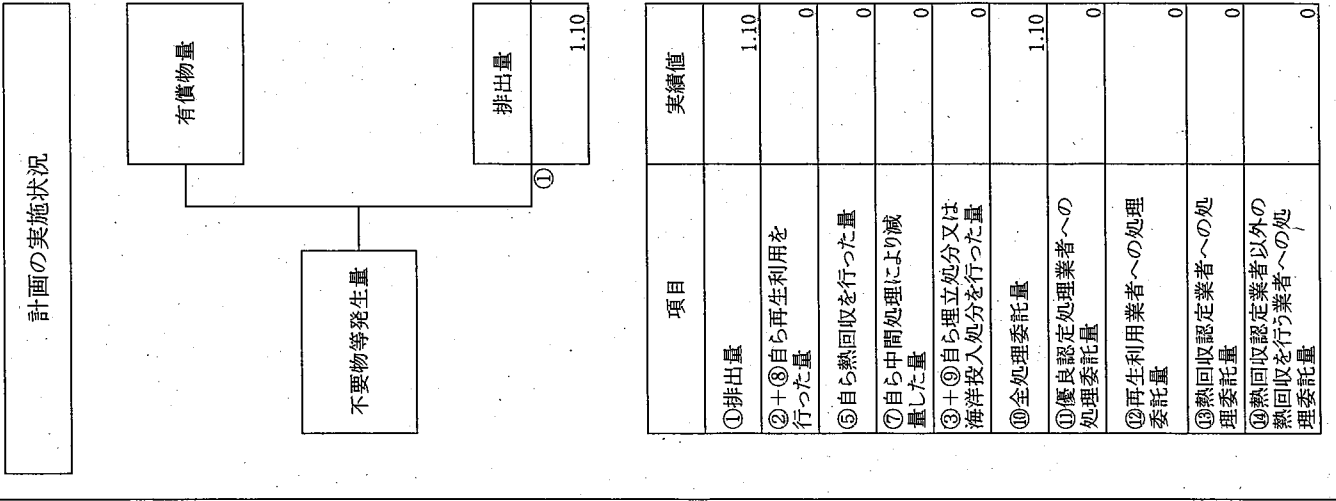 計画の実施状況
有償物量
不要物等発生量
排出量
①
1.10
項目
実績値
①排出量
1.10
②+⑧自ら再生利用を
行った量
0
⑤自ら熱回収を行った量
0
⑦自ら中間処理により減
量した量
0
③+⑨自ら埋立処分又は
海洋投入処分を行った量
0
⑩全処理委託量
1.10
⑪優良認定処理業者への
処理委託量
0
⑫再生利用業者への処理
委託量
0
⑬熱回収認定業者への処
理委託量
0
⑭熱回収認定業者以外の
熱回収を行う業者への処
理委託量
0